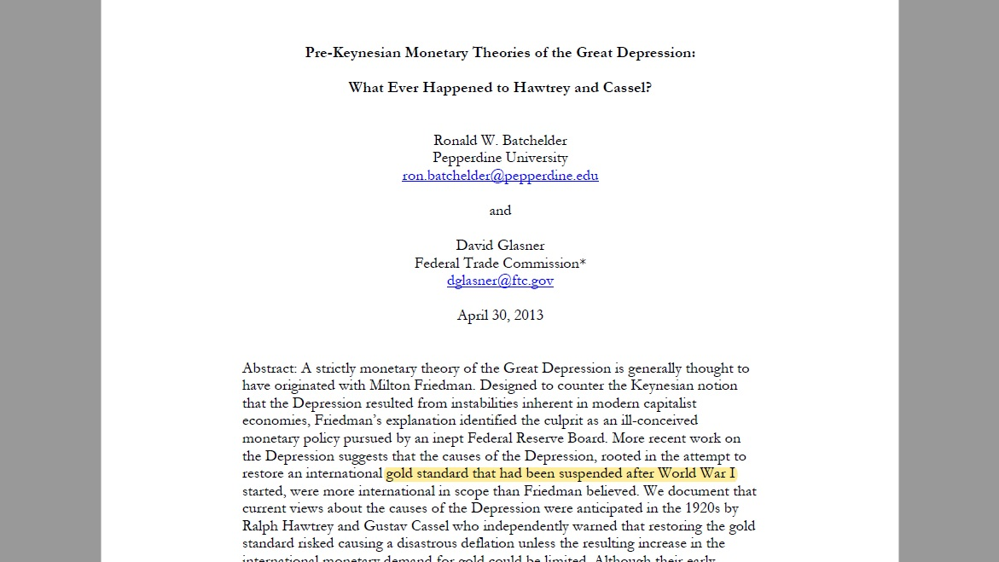 Pre-Keynesian Monetary Theories of the Great Depression:
What Ever Happened to Hawtrey and Cassel?
Ronald W. Batchelder
Pepperdine University
ron.batchelder@pepperdine.edu
and
David Glasner
Federal Trade Commission*
dglasner@ftc.gov
April 30, 2013
Abstract: A strictly monetary theory of the Great Depression is generally thought to
have originated with Milton Friedman. Designed to counter the Keynesian notion
that the Depression resulted from instabilities inherent in modern capitalist
economies, Friedman’s explanation identified the culprit as an ill-conceived
monetary policy pursued by an inept Federal Reserve Board. More recent work on
the Depression suggests that the causes of the Depression, rooted in the attempt to
restore an international gold standard that had been suspended after World War I
started, were more international in scope than Friedman believed. We document that
current views about the causes of the Depression were anticipated in the 1920s by
Ralph Hawtrey and Gustav Cassel who independently warned that restoring the gold
standard risked causing a disastrous deflation unless the resulting increase in the
international monetary demand for gold could be limited. Although their early